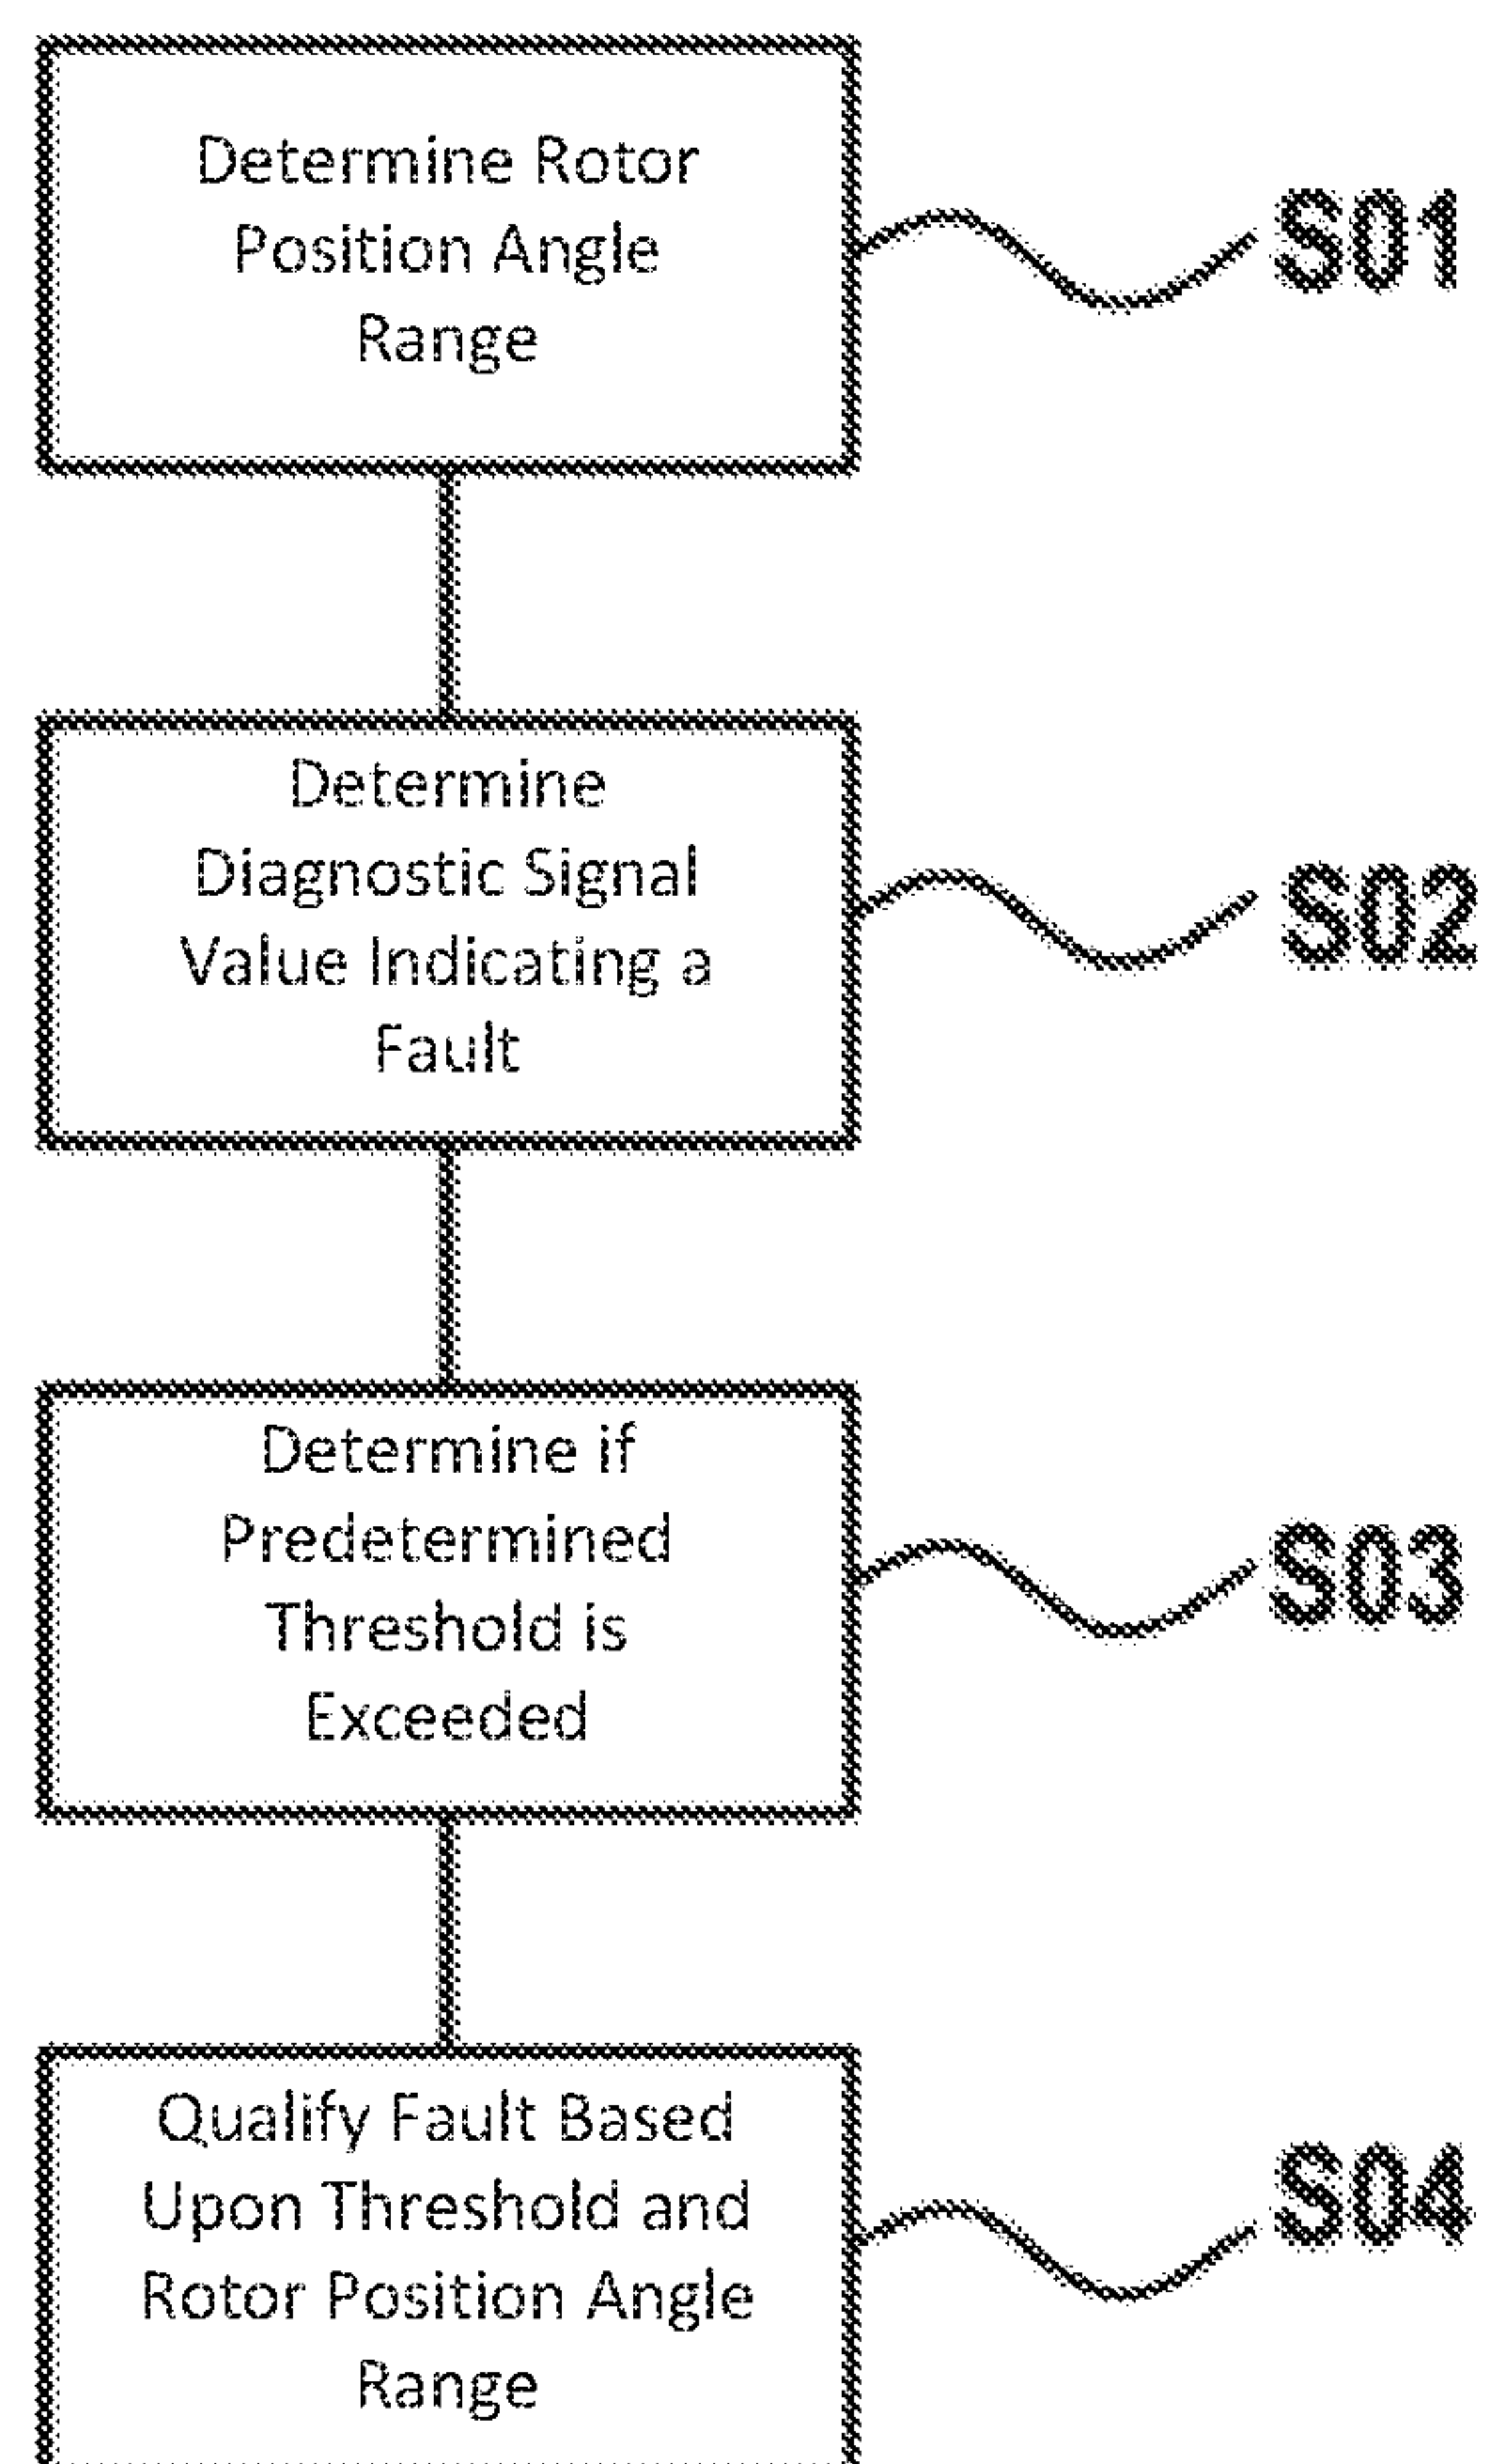 Determine Rotor
Position Angle
Range
S01
Determine
Diagnostic Signal
Value Indicating a
Fault
S02
Determine if
Predetermined
Threshold is
Exceeded
S03
Qualify Fault Based
Upon Threshold and
Rotor Position Angle
Range
S04